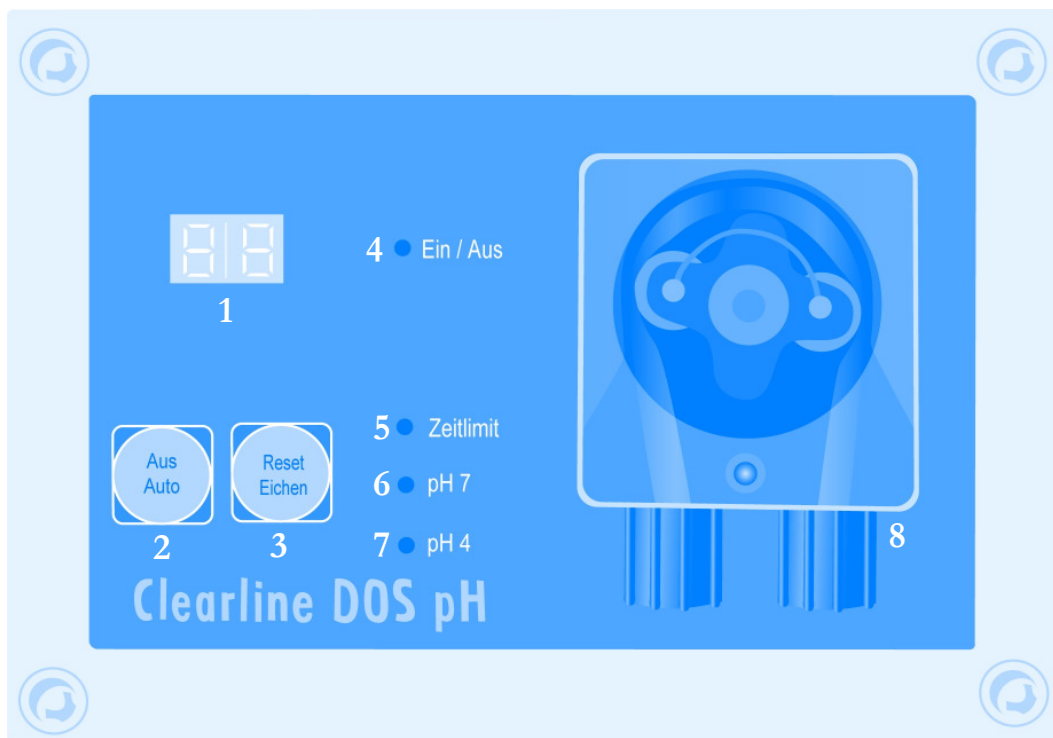 88
1
4 Ein / Aus
5 Zeitlimit
Aus
Auto
Reset
Eichen
6 pH 7
2
3
7 pH 4
8
Clearline DOS pH